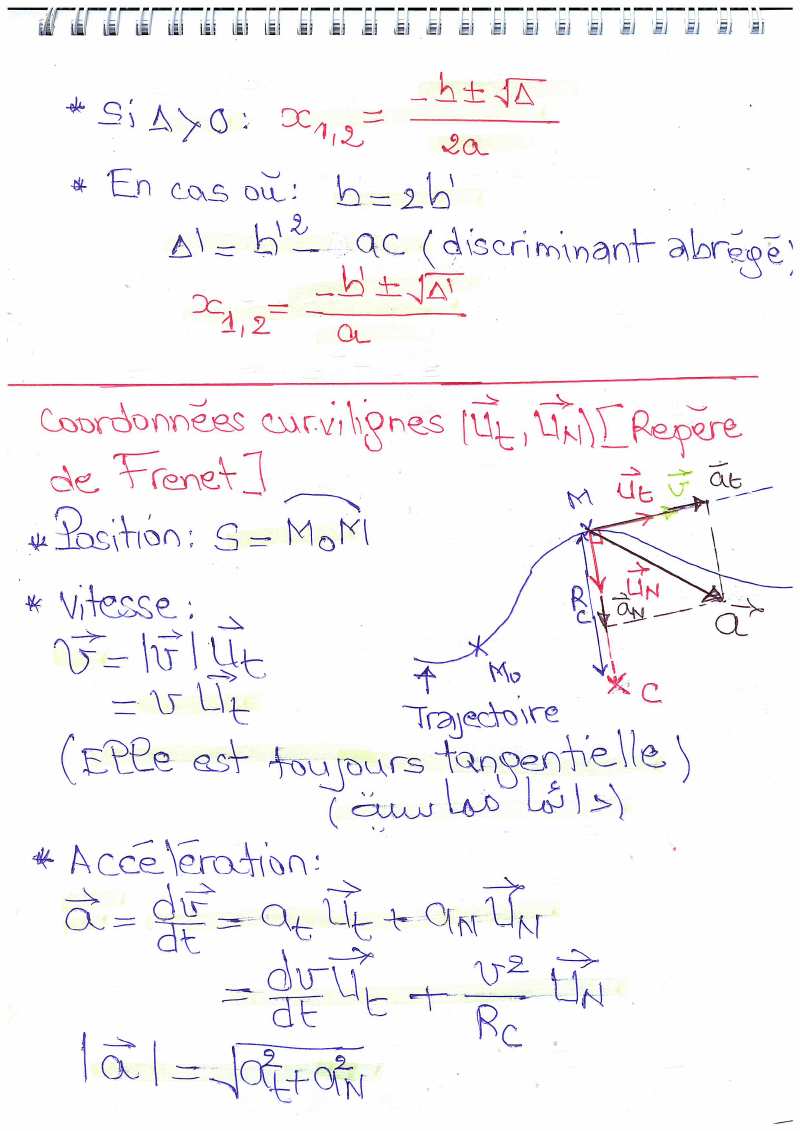 * Si Δ > 0 : x₁,₂ = (-b ± √Δ) / 2a
* En cas où : b = 2b'
Δ' = b'² - ac (discriminant abrégé)
x₁,₂ = (-b' ± √Δ') / a
Coordonnées curvilignes (U⃗t, U⃗N) [Repère
de Frenet]
* Position : S = M₀M
* Vitesse :
v⃗ = |v⃗| U⃗t
= v U⃗t
(Elle est toujours tangentielle)
(دائما مماسية)
* Accélération :
a⃗ = dv⃗/dt = at U⃗t + aN U⃗N
= dv/dt U⃗t + v²/Rc U⃗N
|a⃗| = √(at² + aN²)
M
U⃗t
v⃗
a⃗t
U⃗N
Rc
a⃗N
a⃗
M₀
C
Trajectoire